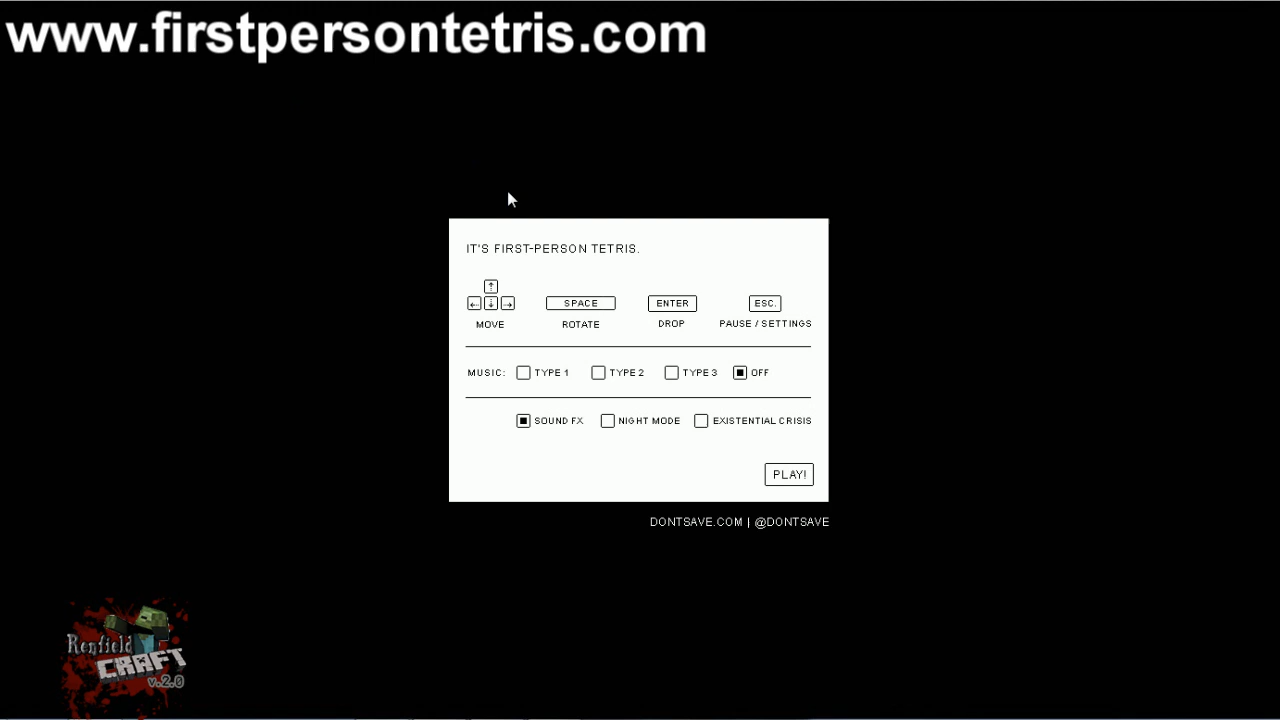 www.firstpersontetris.com
IT'S FIRST-PERSON TETRIS.
SPACE ENTER ESC.
MOVE ROTATE DROP PAUSE / SETTINGS
MUSIC: TYPE 1 TYPE 2 TYPE 3 OFF
SOUND FX NIGHT MODE EXISTENTIAL CRISIS
PLAY!
DONTSAVE.COM | @DONTSAVE
Renfield
CRAFT
v.2.0